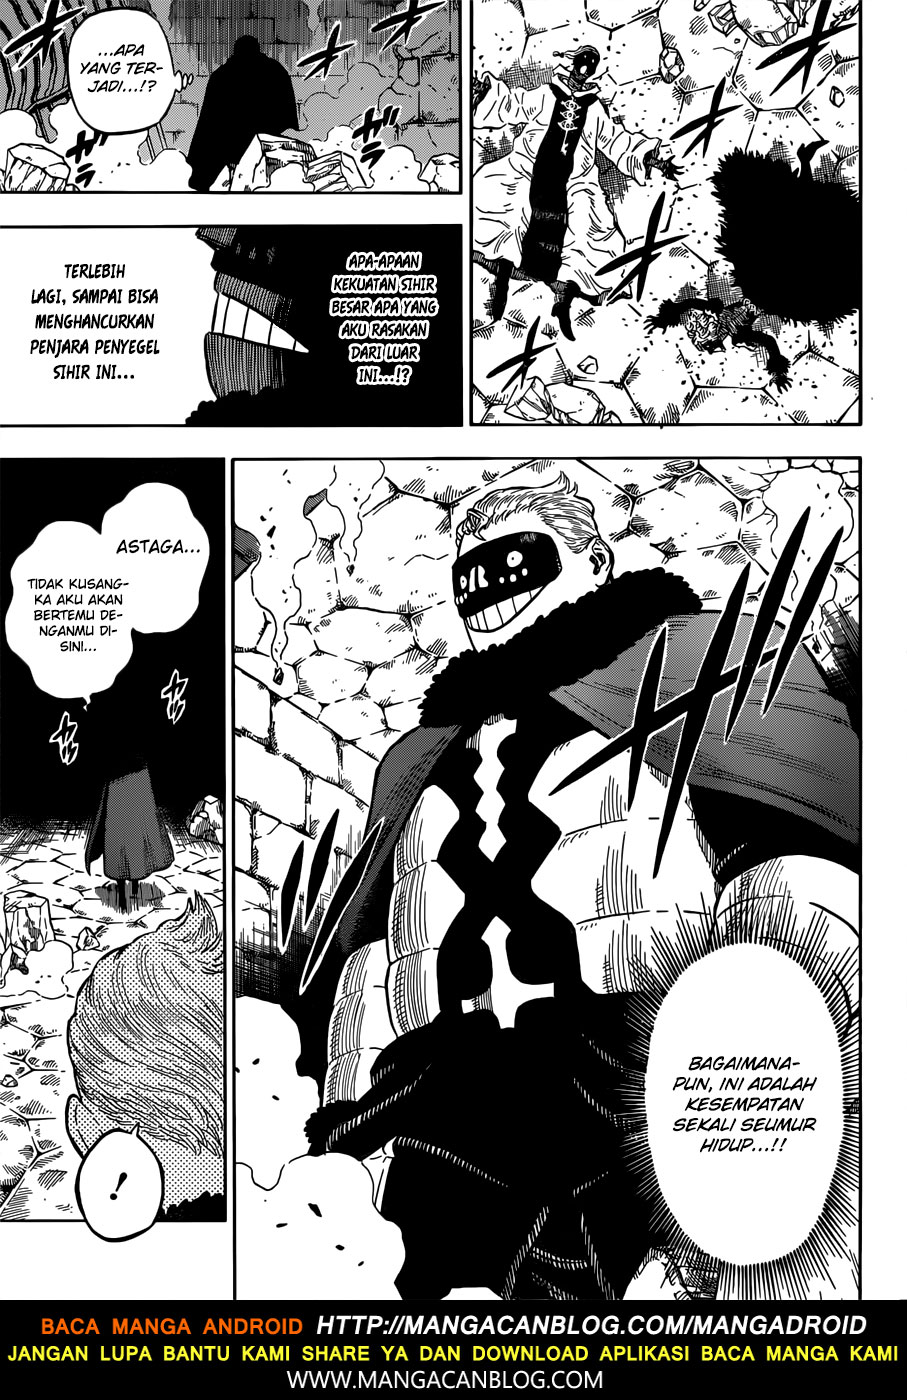 ...APA
YANG TER-
JADI...!?
APA-APAAN
KEKUATAN SIHIR
BESAR APA YANG
AKU RASAKAN
DARI LUAR
INI...!?
TERLEBIH
LAGI, SAMPAI BISA
MENGHANCURKAN
PENJARA PENYEGEL
SIHIR INI...
BAGAIMANA-
PUN, INI ADALAH
KESEMPATAN
SEKALI SEUMUR
HIDUP...!!
ASTAGA...
TIDAK KUSANG-
KA AKU AKAN
BERTEMU DE-
NGANMU DI-
SINI...
!
BACA MANGA ANDROID HTTP://MANGACANBLOG.COM/MANGADROID
JANGAN LUPA BANTU KAMI SHARE YA DAN DOWNLOAD APLIKASI BACA MANGA KAMI
WWW.MANGACANBLOG.COM